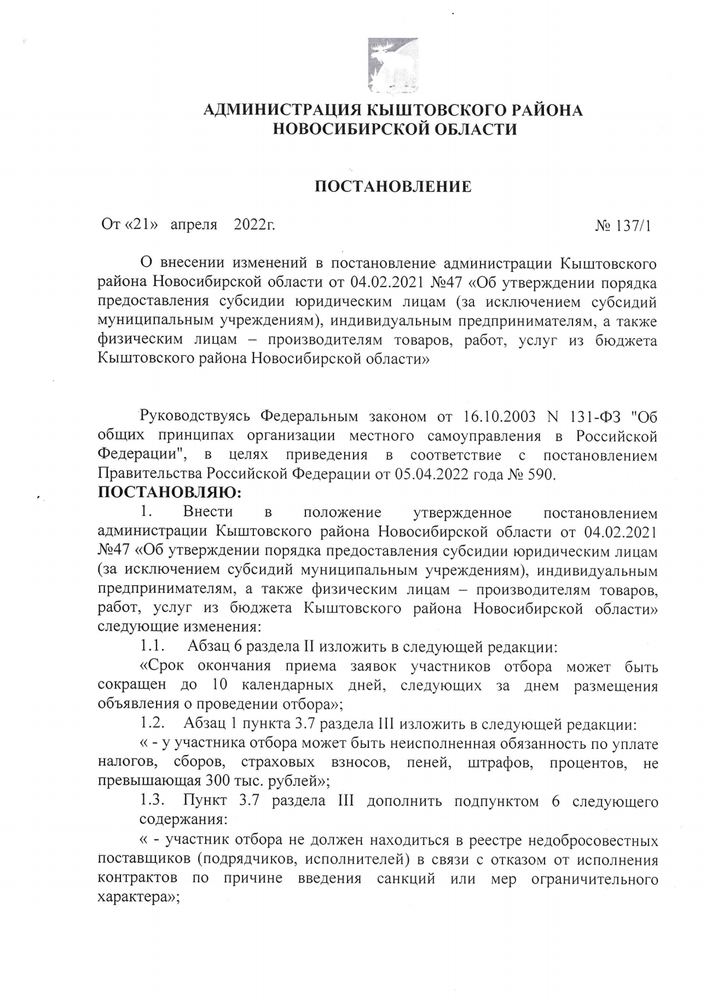 АДМИНИСТРАЦИЯ КЫШТОВСКОГО РАЙОНА
НОВОСИБИРСКОЙ ОБЛАСТИ
ПОСТАНОВЛЕНИЕ
От «21» апреля 2022г. № 137/1
О внесении изменений в постановление администрации Кыштовского
района Новосибирской области от 04.02.2021 №47 «Об утверждении порядка
предоставления субсидии юридическим лицам (за исключением субсидий
муниципальным учреждениям), индивидуальным предпринимателям, а также
физическим лицам – производителям товаров, работ, услуг из бюджета
Кыштовского района Новосибирской области»
Руководствуясь Федеральным законом от 16.10.2003 N 131-ФЗ "Об
общих принципах организации местного самоуправления в Российской
Федерации", в целях приведения в соответствие с постановлением
Правительства Российской Федерации от 05.04.2022 года № 590.
ПОСТАНОВЛЯЮ:
1. Внести в положение утвержденное постановлением
администрации Кыштовского района Новосибирской области от 04.02.2021
№47 «Об утверждении порядка предоставления субсидии юридическим лицам
(за исключением субсидий муниципальным учреждениям), индивидуальным
предпринимателям, а также физическим лицам – производителям товаров,
работ, услуг из бюджета Кыштовского района Новосибирской области»
следующие изменения:
1.1. Абзац 6 раздела II изложить в следующей редакции:
«Срок окончания приема заявок участников отбора может быть
сокращен до 10 календарных дней, следующих за днем размещения
объявления о проведении отбора»;
1.2. Абзац 1 пункта 3.7 раздела III изложить в следующей редакции:
« - у участника отбора может быть неисполненная обязанность по уплате
налогов, сборов, страховых взносов, пеней, штрафов, процентов, не
превышающая 300 тыс. рублей»;
1.3. Пункт 3.7 раздела III дополнить подпунктом 6 следующего
содержания:
« - участник отбора не должен находиться в реестре недобросовестных
поставщиков (подрядчиков, исполнителей) в связи с отказом от исполнения
контрактов по причине введения санкций или мер ограничительного
характера»;